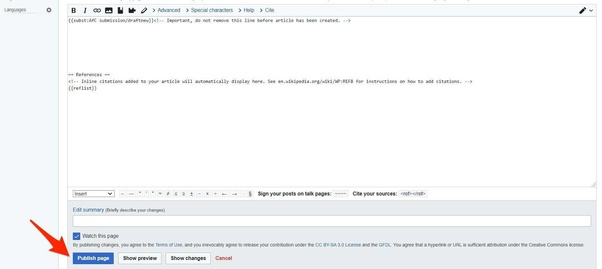 Languages
B I Advanced Special characters Help Cite
{{subst:AfC submission/draftnew}}<!-- Important, do not remove this line before article has been created. -->
== References ==
<!-- Inline citations added to your article will automatically display here. See en.wikipedia.org/wiki/WP:REFB for instructions on how to add citations. -->
{{reflist}}
Insert – — ° ′ ″ ≈ ≠ ≤ ≥ ± − × ÷ ← → · § Sign your posts on talk pages: ~~~~ Cite your sources: <ref></ref>
Edit summary (Briefly describe your changes)
Watch this page
By publishing changes, you agree to the Terms of Use, and you irrevocably agree to release your contribution under the CC BY-SA 3.0 License and the GFDL. You agree that a hyperlink or URL is sufficient attribution under the Creative Commons license.
Publish page Show preview Show changes Cancel